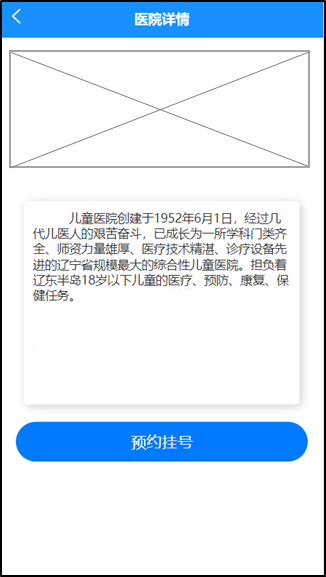 医院详情
儿童医院创建于1952年6月1日，经过几
代儿医人的艰苦奋斗，已成长为一所学科门类齐
全、师资力量雄厚、医疗技术精湛、诊疗设备先
进的辽宁省规模最大的综合性儿童医院。担负着
辽东半岛18岁以下儿童的医疗、预防、康复、保
健任务。
预约挂号